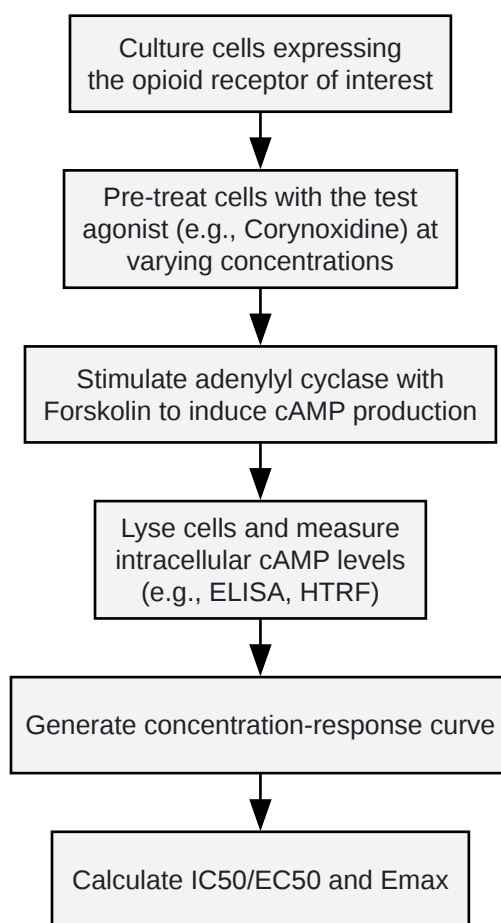 Culture cells expressing
the opioid receptor of interest
Pre-treat cells with the test
agonist (e.g., Corynoxidine) at
varying concentrations
Stimulate adenylyl cyclase with
Forskolin to induce cAMP production
Lyse cells and measure
intracellular cAMP levels
(e.g., ELISA, HTRF)
Generate concentration-response curve
Calculate IC50/EC50 and Emax